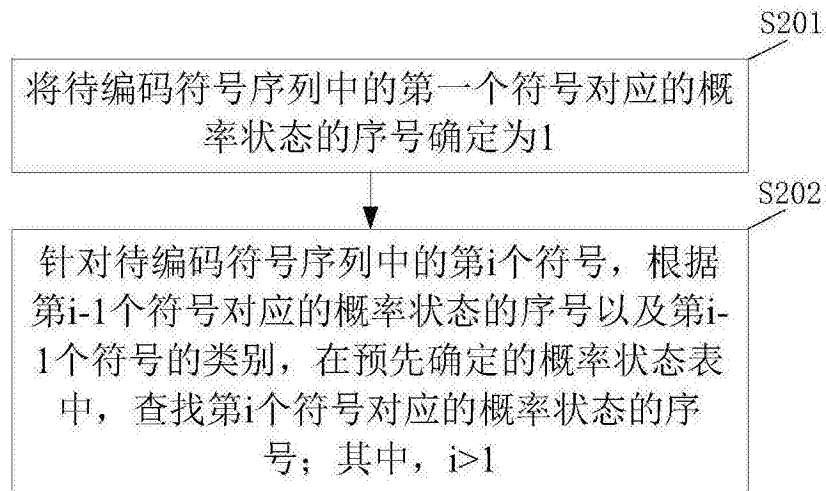 S201
将待编码符号序列中的第一个符号对应的概
率状态的序号确定为1
S202
针对待编码符号序列中的第i个符号，根据
第i-1个符号对应的概率状态的序号以及第i-
1个符号的类别，在预先确定的概率状态表
中，查找第i个符号对应的概率状态的序
号；其中，i>1